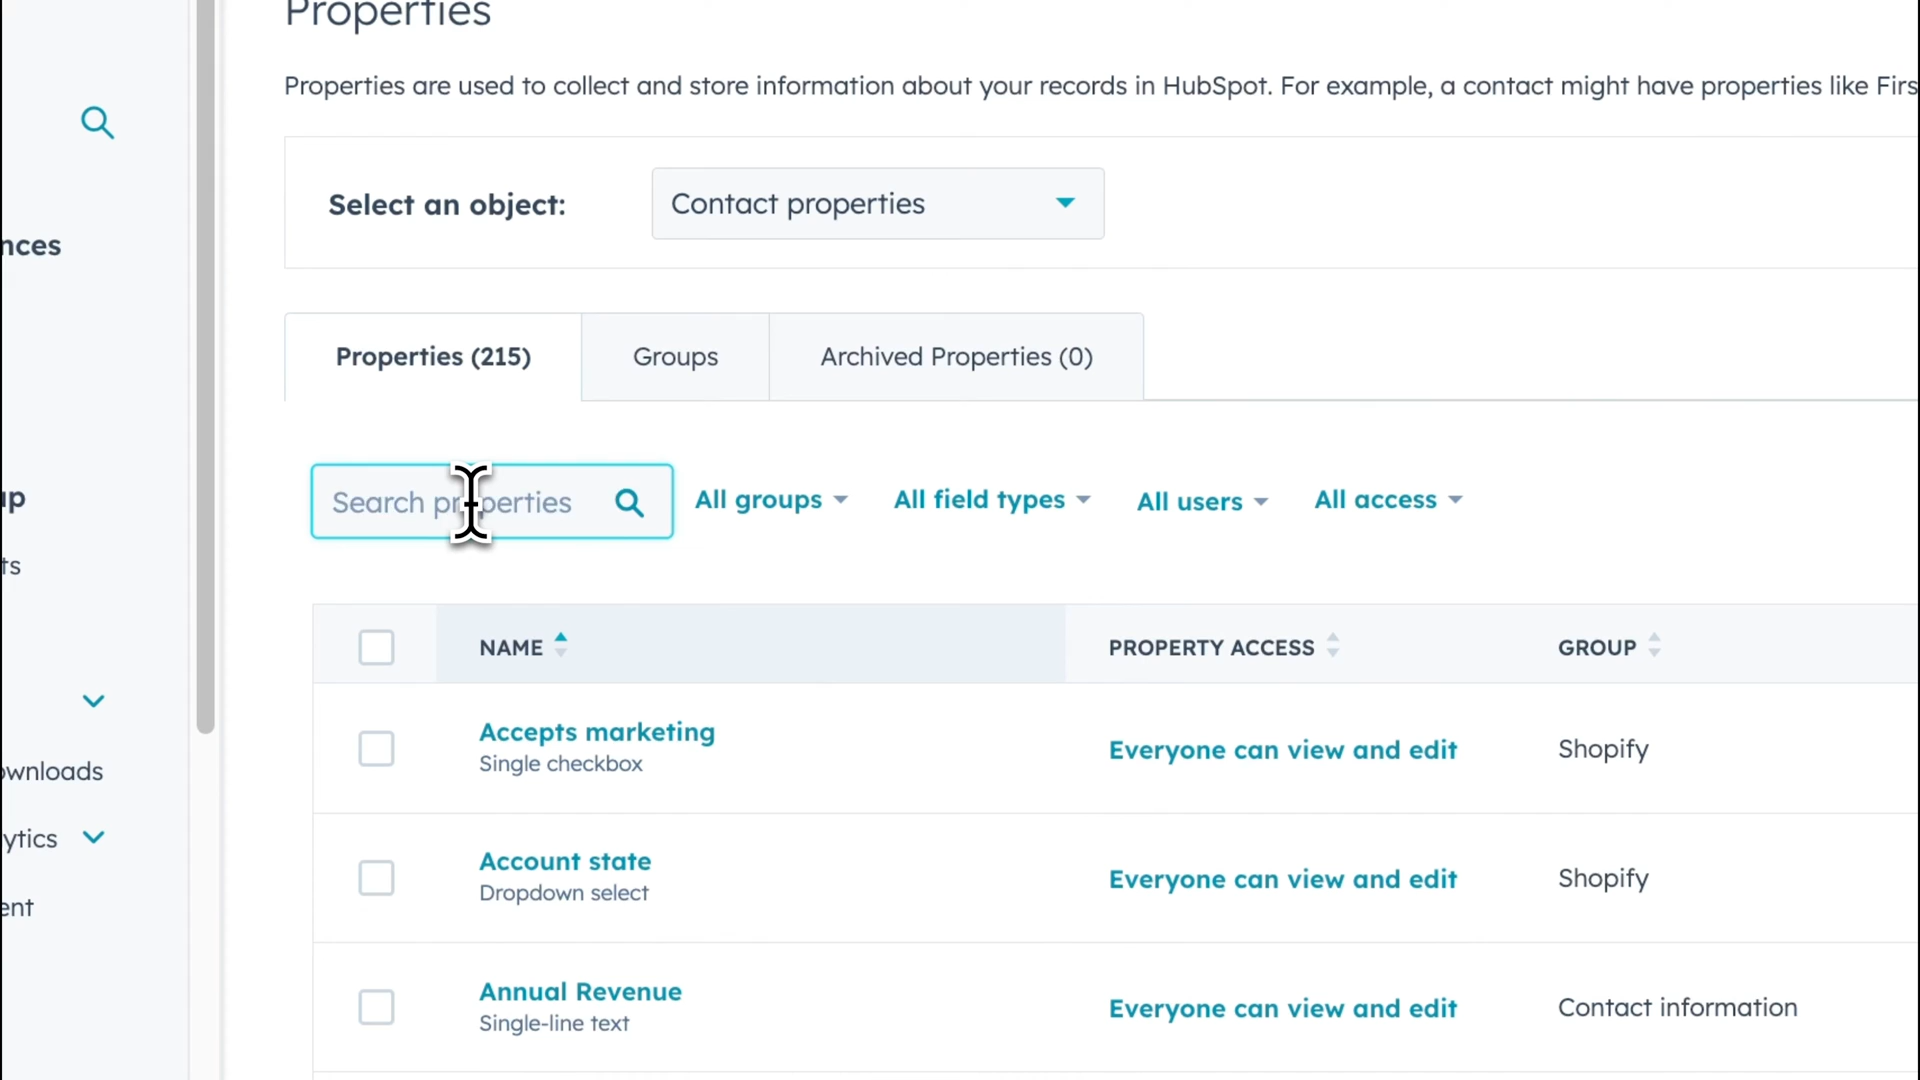 Properties
Properties are used to collect and store information about your records in HubSpot. For example, a contact might have properties like
Select an object:
Contact properties
nces
Properties (215)
Groups
Archived Properties (0)
Search properties
All groups
All field types
All users
All access
up
ts
NAME
PROPERTY ACCESS
GROUP
Accepts marketing
Single checkbox
Everyone can view and edit
Shopify
ownloads
ytics
Account state
Dropdown select
Everyone can view and edit
Shopify
ent
Annual Revenue
Single-line text
Everyone can view and edit
Contact information